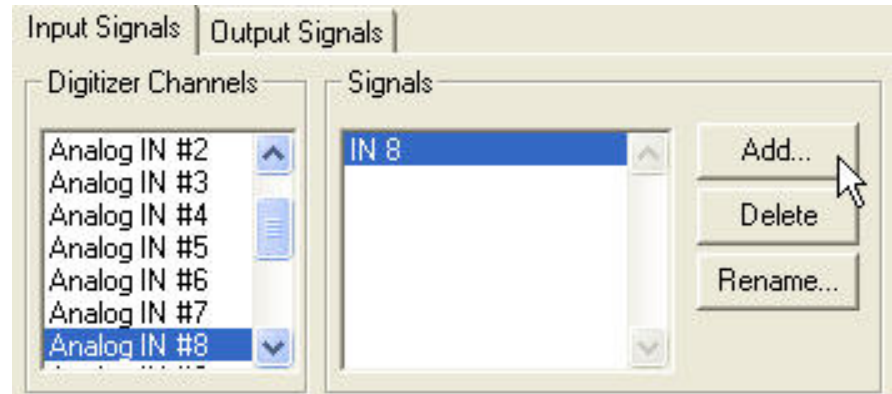 Input Signals
Output Signals
Digitizer Channels
Analog IN #2
Analog IN #3
Analog IN #4
Analog IN #5
Analog IN #6
Analog IN #7
Analog IN #8
Signals
IN 8
Add...
Delete
Rename...